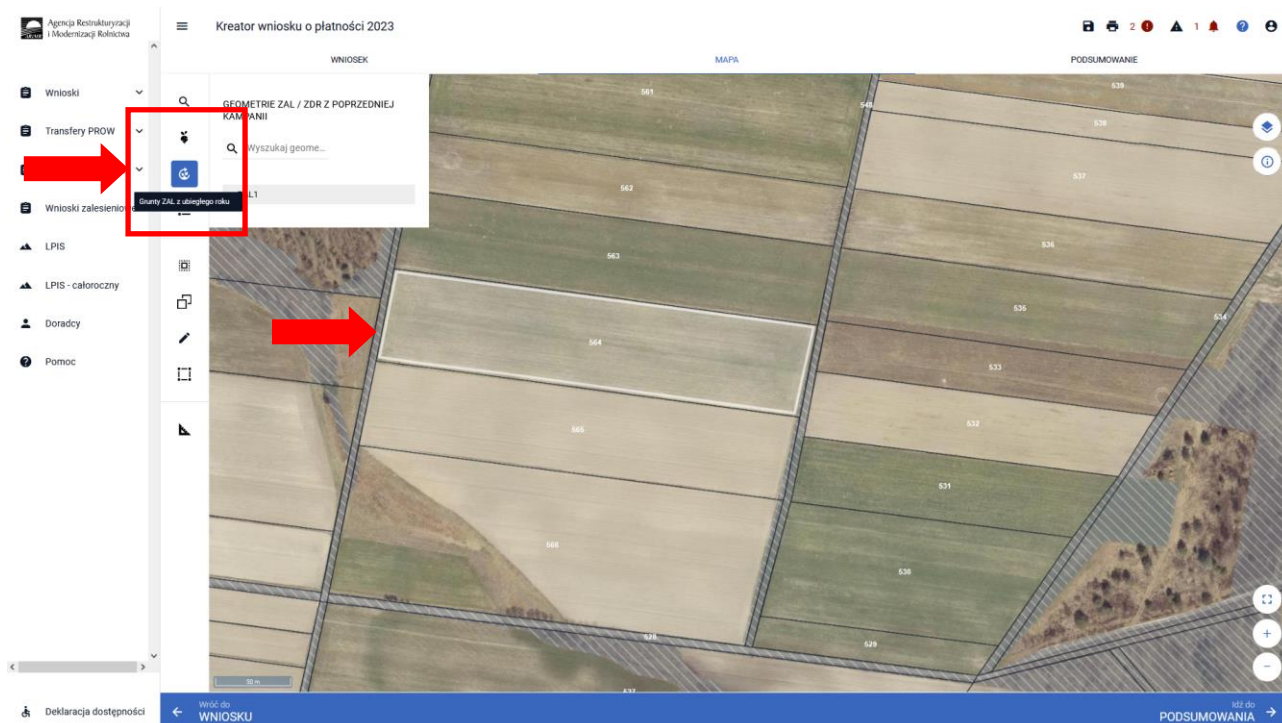 Agencja Restrukturyzacji
i Modernizacji Rolnictwa
Kreator wniosku o płatności 2023
2
1
WNIOSEK
MAPA
PODSUMOWANIE
Wnioski
Transfery PROW
Wnioski zalesieniowe
LPIS
LPIS - całoroczny
Doradcy
Pomoc
GEOMETRIE ZAL / ZDR Z POPRZEDNIEJ
KAMPANII
Wyszukaj geome...
Grunty ZAL z ubiegłego roku
561
548
539
538
537
562
536
563
535
534
564
533
532
565
531
566
530
528
529
50 m
Deklaracja dostępności
Wróć do
WNIOSKU
Idź do
PODSUMOWANIA